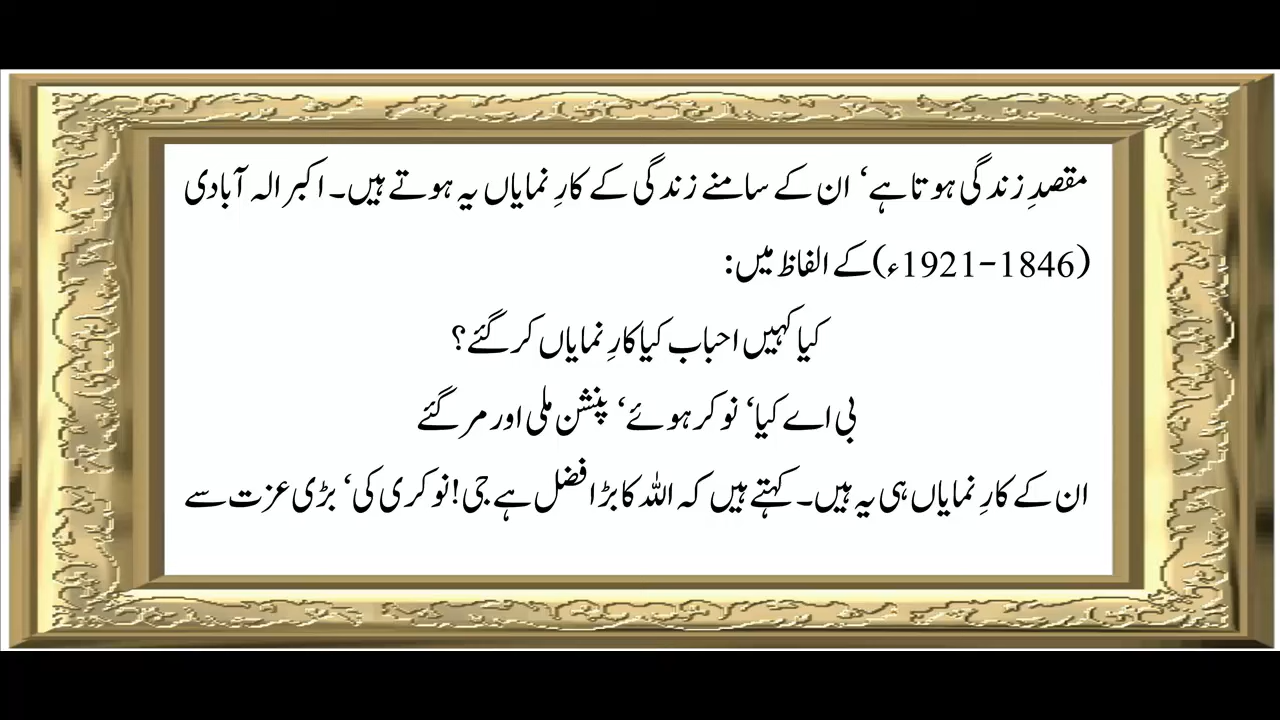 مقصدِ زندگی ہوتا ہے‘ ان کے سامنے زندگی کے کارِ نمایاں یہ ہوتے ہیں۔ اکبر الہ آبادی
(1846-1921ء) کے الفاظ میں:
کیا کہیں احباب کیا کارِ نمایاں کر گئے؟
بی اے کیا‘ نوکر ہوئے‘ پنشن ملی اور مر گئے
ان کے کارِ نمایاں ہی یہ ہیں۔ کہتے ہیں کہ اللہ کا بڑا فضل ہے جی! نوکری کی‘ بڑی عزت سے